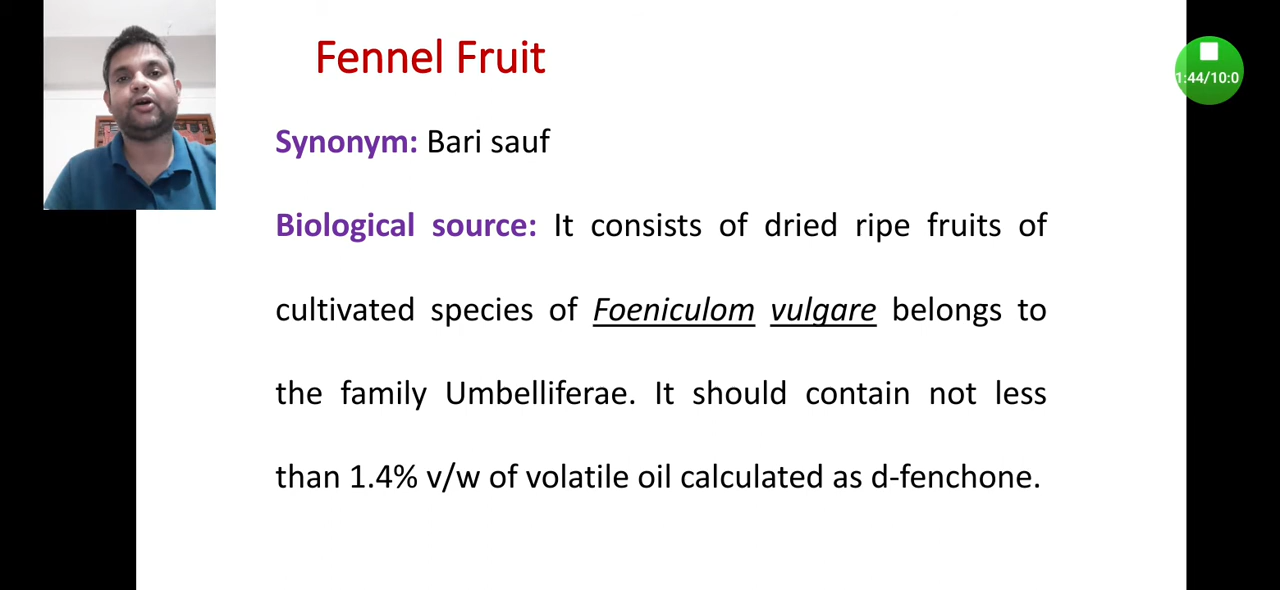 Fennel Fruit
1:44/10:0
Synonym: Bari sauf
Biological source: It consists of dried ripe fruits of
cultivated species of Foeniculom vulgare belongs to
the family Umbelliferae. It should contain not less
than 1.4% v/w of volatile oil calculated as d-fenchone.